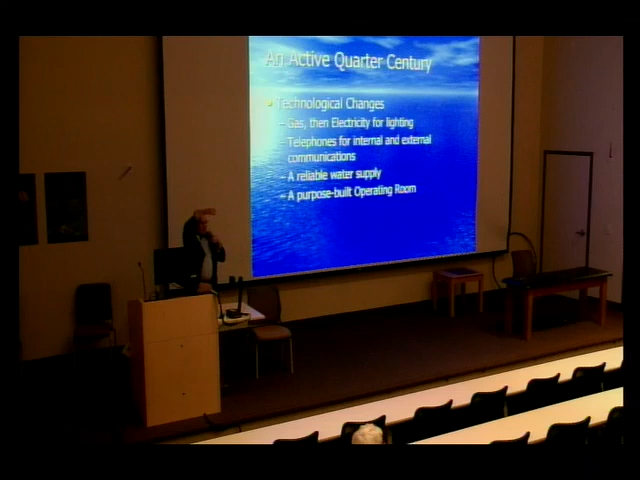 An Active Quarter Century
Technological Changes
– Gas, then Electricity for lighting
– Telephones for internal and external
communications
– A reliable water supply
– A purpose-built Operating Room